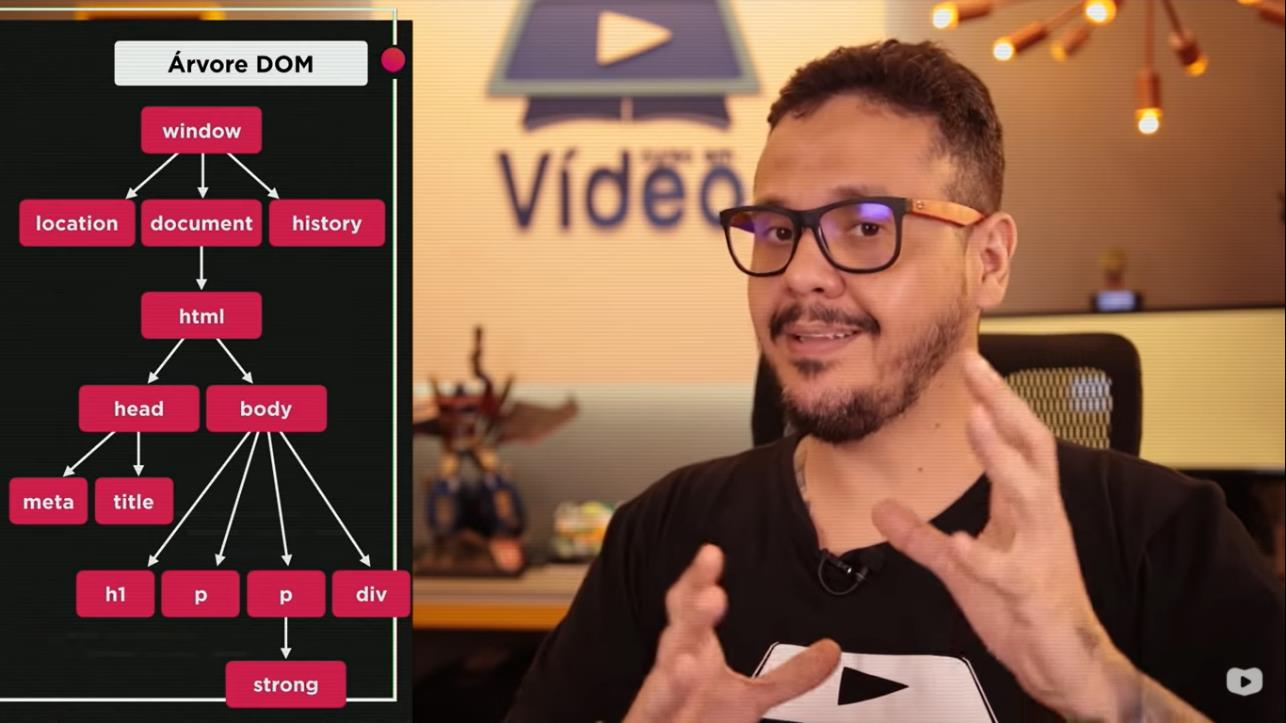 Árvore DOM
window
location document history
html
head body
meta title
h1 p p div
strong
Vídeo